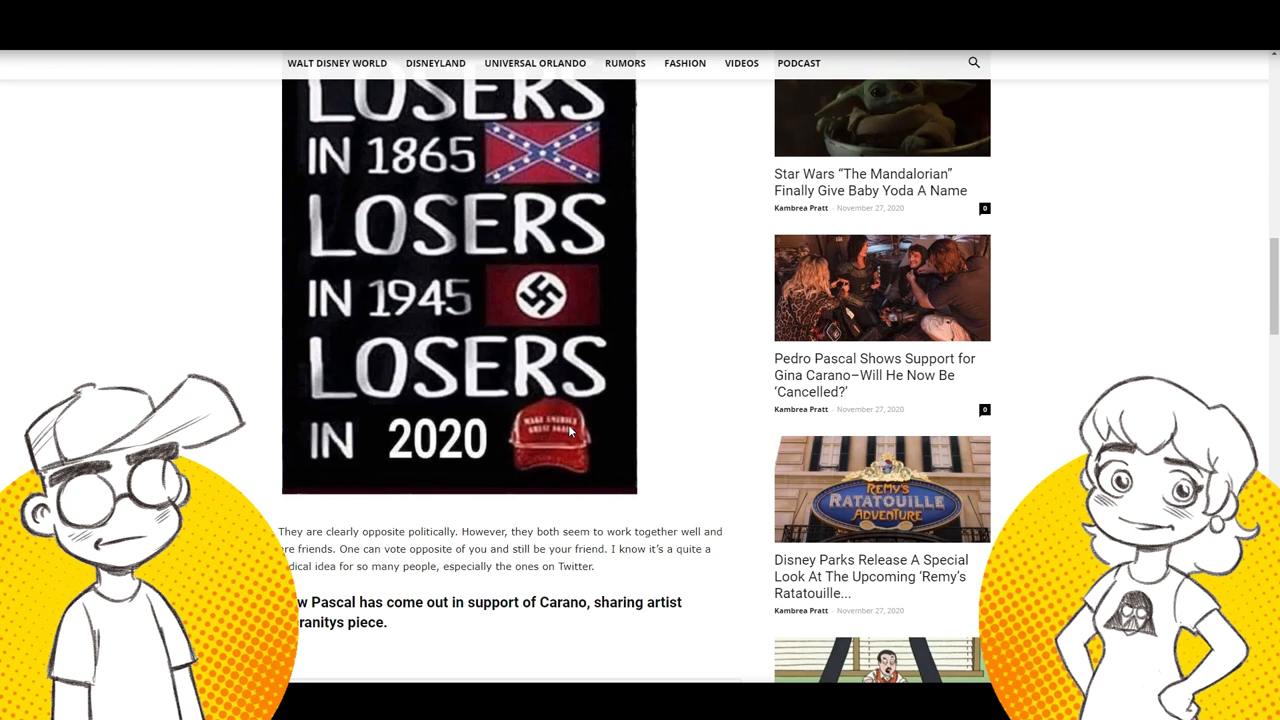 WALT DISNEY WORLD DISNEYLAND UNIVERSAL ORLANDO RUMORS FASHION VIDEOS PODCAST
LOSERS
IN 1865
LOSERS
IN 1945
LOSERS
IN 2020
MAKE AMERICA
GREAT AGAIN
They are clearly opposite politically. However, they both seem to work together well and
re friends. One can vote opposite of you and still be your friend. I know it's a quite a
dical idea for so many people, especially the ones on Twitter.
w Pascal has come out in support of Carano, sharing artist
ranitys piece.
Star Wars “The Mandalorian”
Finally Give Baby Yoda A Name
Kambrea Pratt - November 27, 2020 0
Pedro Pascal Shows Support for
Gina Carano–Will He Now Be
‘Cancelled?’
Kambrea Pratt - November 27, 2020 0
REMY'S
RATATOUILLE
ADVENTURE
Disney Parks Release A Special
Look At The Upcoming ‘Remy’s
Ratatouille...
Kambrea Pratt - November 27, 2020